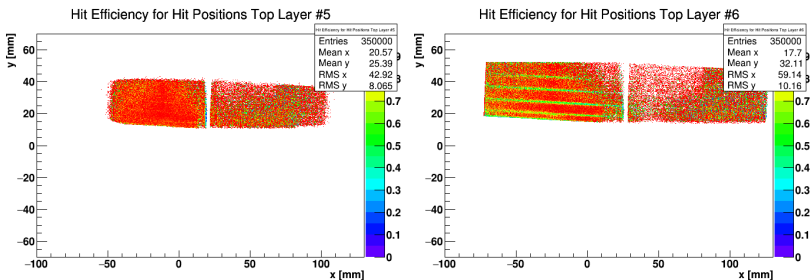 Hit Efficiency for Hit Positions Top Layer #5
Hit Efficiency for Hit Positions Top Layer #5
Entries 350000
Mean x 20.57
Mean y 25.39
RMS x 42.92
RMS y 8.065
y [mm]
60
40
20
0
−20
−40
−60
−100 −50 0 50 100
x [mm]
0.7
0.6
0.5
0.4
0.3
0.2
0.1
0
Hit Efficiency for Hit Positions Top Layer #6
Hit Efficiency for Hit Positions Top Layer #6
Entries 350000
Mean x 17.7
Mean y 32.11
RMS x 59.14
RMS y 10.16
y [mm]
60
40
20
0
−20
−40
−60
−100 −50 0 50 100
x [mm]
0.7
0.6
0.5
0.4
0.3
0.2
0.1
0